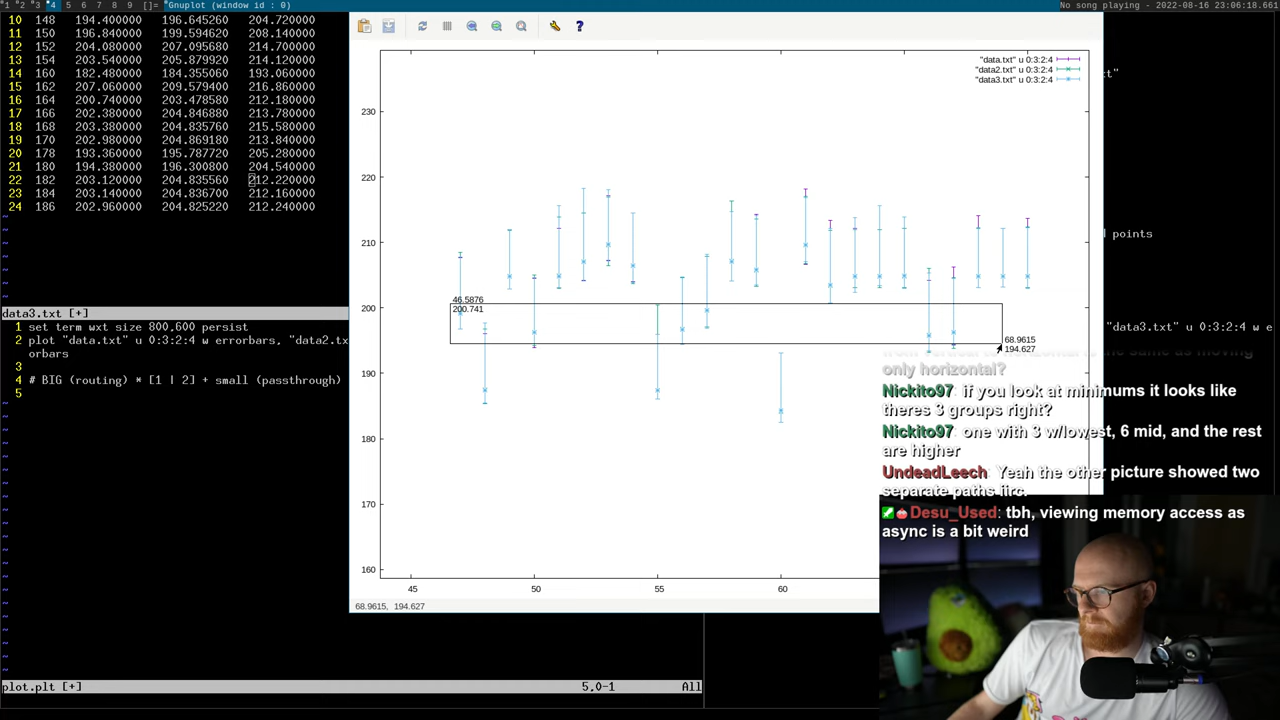 °1 °2 °3 °4 5 6 7 8 9 []= °Gnuplot (window id : 0)
No song playing - 2022-08-16 23:06:18.661
10 148 194.400000 196.645260 204.720000
11 150 196.840000 199.594620 208.140000
12 152 204.080000 207.095680 214.700000
13 154 203.540000 205.879920 214.120000
14 160 182.480000 184.355060 193.060000
15 162 207.060000 209.579400 216.860000
16 164 200.740000 203.478580 212.180000
17 166 202.380000 204.846880 213.780000
18 168 203.380000 204.835760 215.580000
19 170 202.980000 204.869180 213.840000
20 178 193.360000 195.787720 205.280000
21 180 194.380000 196.300800 204.540000
22 182 203.120000 204.835560 212.220000
23 184 203.140000 204.836700 212.160000
24 186 202.960000 204.825220 212.240000
~
~
~
~
~
~
~
data3.txt [+]
1 set term wxt size 800,600 persist
2 plot "data.txt" u 0:3:2:4 w errorbars, "data2.tx
orbars
3
4 # BIG (routing) * [1 | 2] + small (passthrough)
5
~
plot.plt [+]
5,0-1 All
"data.txt" u 0:3:2:4
"data2.txt" u 0:3:2:4
"data3.txt" u 0:3:2:4
230
220
210
200
190
180
170
160
45 50 55 60
46.5876
200.741
68.9615
194.627
68.9615, 194.627
t"
d points
"data3.txt" u 0:3:2:4 w e
only horizontal?
Nickito97: if you look at minimums it looks like
theres 3 groups right?
Nickito97: one with 3 w/lowest, 6 mid, and the rest
are higher
UndeadLeech: Yeah the other picture showed two
separate paths iirc.
Desu_Used: tbh, viewing memory access as
async is a bit weird